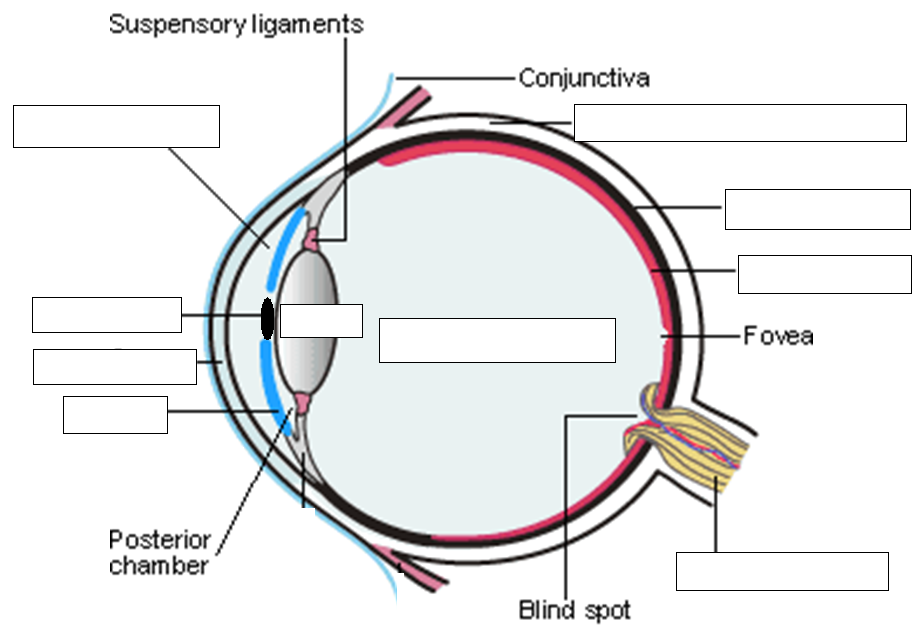 Suspensory ligaments
Conjunctiva
Fovea
Posterior
chamber
Blind spot